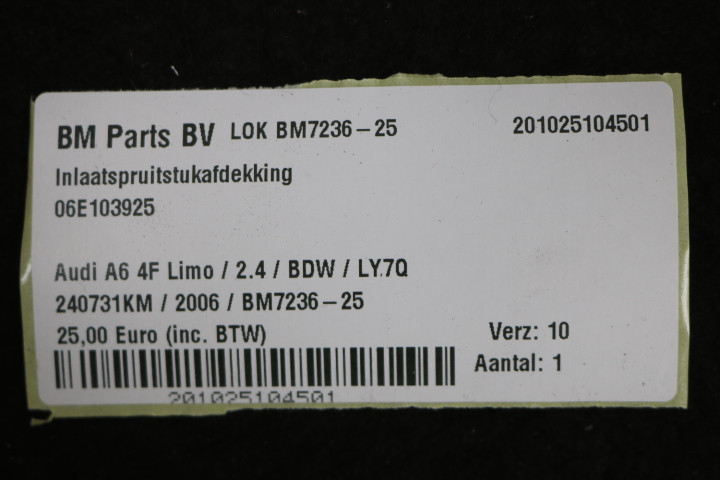 BM Parts BV LOK BM7236-25 201025104501
Inlaatspruitstukafdekking
06E103925
Audi A6 4F Limo / 2.4 / BDW / LY7Q
240731KM / 2006 / BM7236-25
25,00 Euro (inc. BTW) Verz: 10
Aantal: 1
201025104501